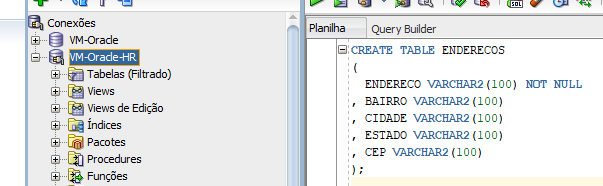 Conexões
VM-Oracle
VM-Oracle-HR
Tabelas (Filtrado)
Views
Views de Edição
Índices
Pacotes
Procedures
Funções
SQL
Planilha
Query Builder
CREATE TABLE ENDERECOS
(
ENDERECO VARCHAR2(100) NOT NULL
, BAIRRO VARCHAR2(100)
, CIDADE VARCHAR2(100)
, ESTADO VARCHAR2(100)
, CEP VARCHAR2(100)
);